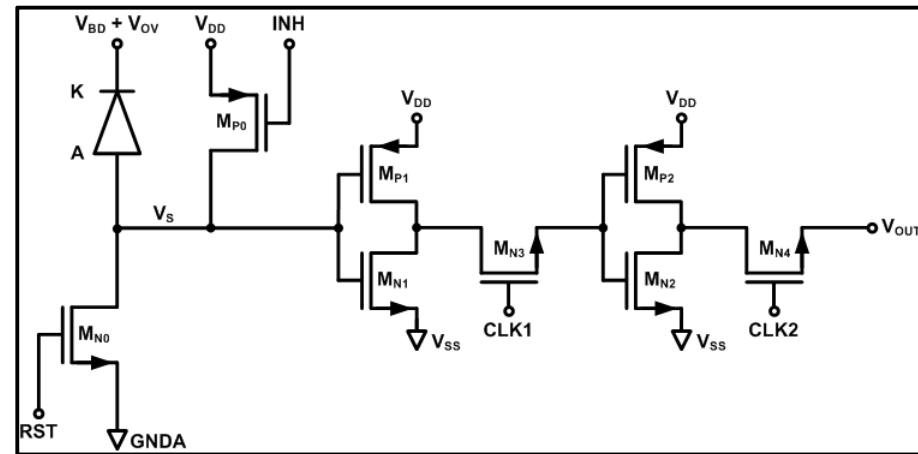 V_BD + V_OV
V_DD
INH
K
A
M_P0
V_DD
V_DD
M_P1
M_P2
V_S
V_OUT
M_N3
M_N4
M_N1
M_N2
M_N0
CLK1
CLK2
V_SS
V_SS
RST
GNDA